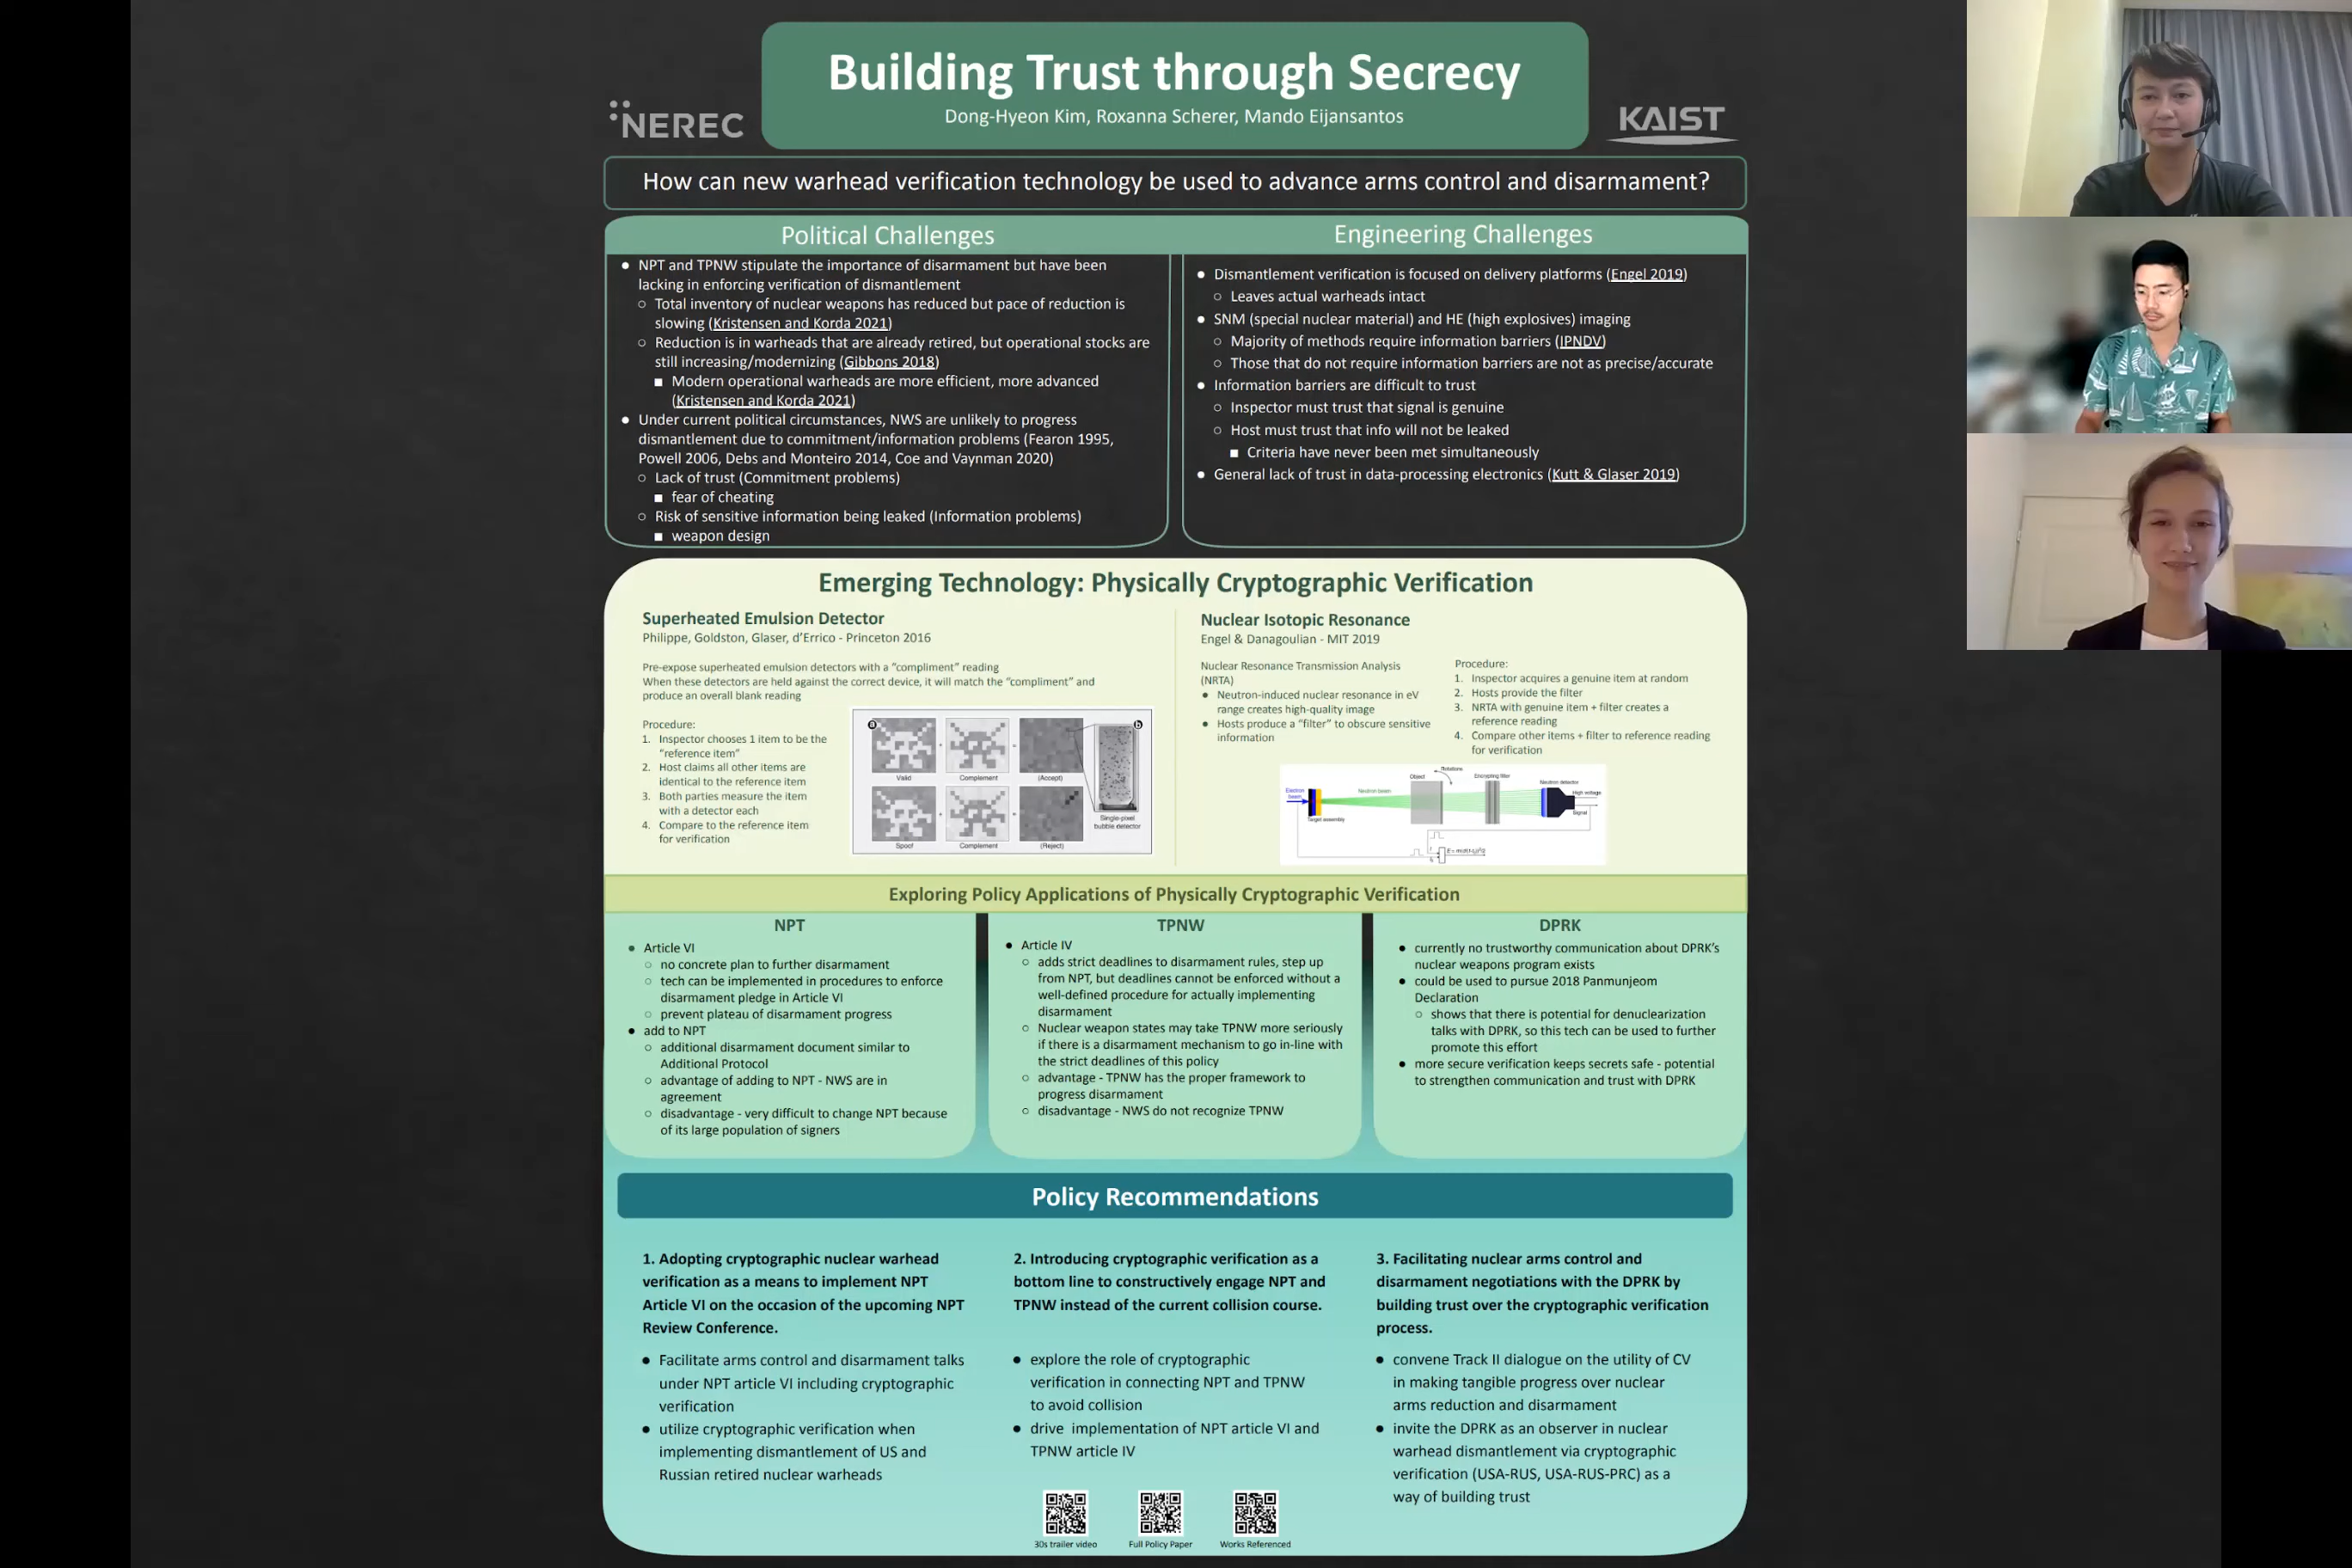 Building Trust through Secrecy
Dong-Hyeon Kim, Roxanna Scherer, Mando Eijansantos
NEREC
KAIST
How can new warhead verification technology be used to advance arms control and disarmament?
Political Challenges
● NPT and TPNW stipulate the importance of disarmament but have been
lacking in enforcing verification of dismantlement
○ Total inventory of nuclear weapons has reduced but pace of reduction is
slowing (Kristensen and Korda 2021)
○ Reduction is in warheads that are already retired, but operational stocks are
still increasing/modernizing (Gibbons 2018)
■ Modern operational warheads are more efficient, more advanced
(Kristensen and Korda 2021)
● Under current political circumstances, NWS are unlikely to progress
dismantlement due to commitment/information problems (Fearon 1995,
Powell 2006, Debs and Monteiro 2014, Coe and Vaynman 2020)
○ Lack of trust (Commitment problems)
■ fear of cheating
○ Risk of sensitive information being leaked (Information problems)
■ weapon design
Engineering Challenges
● Dismantlement verification is focused on delivery platforms (Engel 2019)
○ Leaves actual warheads intact
● SNM (special nuclear material) and HE (high explosives) imaging
○ Majority of methods require information barriers (IPNDV)
○ Those that do not require information barriers are not as precise/accurate
● Information barriers are difficult to trust
○ Inspector must trust that signal is genuine
○ Host must trust that info will not be leaked
■ Criteria have never been met simultaneously
● General lack of trust in data-processing electronics (Kutt & Glaser 2019)
Emerging Technology: Physically Cryptographic Verification
Superheated Emulsion Detector
Philippe, Goldston, Glaser, d'Errico - Princeton 2016
Pre-expose superheated emulsion detectors with a "compliment" reading
When these detectors are held against the correct device, it will match the "compliment" and
produce an overall blank reading
Procedure:
1. Inspector chooses 1 item to be the
"reference item"
2. Host claims all other items are
identical to the reference item
3. Both parties measure the item
with a detector each
4. Compare to the reference item
for verification
a
b
Valid
Complement
(Accept)
Spoof
Complement
(Reject)
Single-pixel
bubble detector
Nuclear Isotopic Resonance
Engel & Danagoulian - MIT 2019
Nuclear Resonance Transmission Analysis
(NRTA)
● Neutron-induced nuclear resonance in eV
range creates high-quality image
● Hosts produce a "filter" to obscure sensitive
information
Procedure:
1. Inspector acquires a genuine item at random
2. Hosts provide the filter
3. NRTA with genuine item + filter creates a
reference reading
4. Compare other items + filter to reference reading
for verification
Electron
beam
Target assembly
Neutron beam
Object
Rotations
Encrypting filter
Neutron detector
High voltage
Signal
Exploring Policy Applications of Physically Cryptographic Verification
NPT
● Article VI
○ no concrete plan to further disarmament
○ tech can be implemented in procedures to enforce
disarmament pledge in Article VI
○ prevent plateau of disarmament progress
● add to NPT
○ additional disarmament document similar to
Additional Protocol
○ advantage of adding to NPT - NWS are in
agreement
○ disadvantage - very difficult to change NPT because
of its large population of signers
TPNW
● Article IV
○ adds strict deadlines to disarmament rules, step up
from NPT, but deadlines cannot be enforced without a
well-defined procedure for actually implementing
disarmament
○ Nuclear weapon states may take TPNW more seriously
if there is a disarmament mechanism to go in-line with
the strict deadlines of this policy
○ advantage - TPNW has the proper framework to
progress disarmament
○ disadvantage - NWS do not recognize TPNW
DPRK
● currently no trustworthy communication about DPRK's
nuclear weapons program exists
● could be used to pursue 2018 Panmunjeom
Declaration
○ shows that there is potential for denuclearization
talks with DPRK, so this tech can be used to further
promote this effort
● more secure verification keeps secrets safe - potential
to strengthen communication and trust with DPRK
Policy Recommendations
1. Adopting cryptographic nuclear warhead
verification as a means to implement NPT
Article VI on the occasion of the upcoming NPT
Review Conference.
● Facilitate arms control and disarmament talks
under NPT article VI including cryptographic
verification
● utilize cryptographic verification when
implementing dismantlement of US and
Russian retired nuclear warheads
2. Introducing cryptographic verification as a
bottom line to constructively engage NPT and
TPNW instead of the current collision course.
● explore the role of cryptographic
verification in connecting NPT and TPNW
to avoid collision
● drive implementation of NPT article VI and
TPNW article IV
3. Facilitating nuclear arms control and
disarmament negotiations with the DPRK by
building trust over the cryptographic verification
process.
● convene Track II dialogue on the utility of CV
in making tangible progress over nuclear
arms reduction and disarmament
● invite the DPRK as an observer in nuclear
warhead dismantlement via cryptographic
verification (USA-RUS, USA-RUS-PRC) as a
way of building trust
30s trailer video
Full Policy Paper
Works Referenced